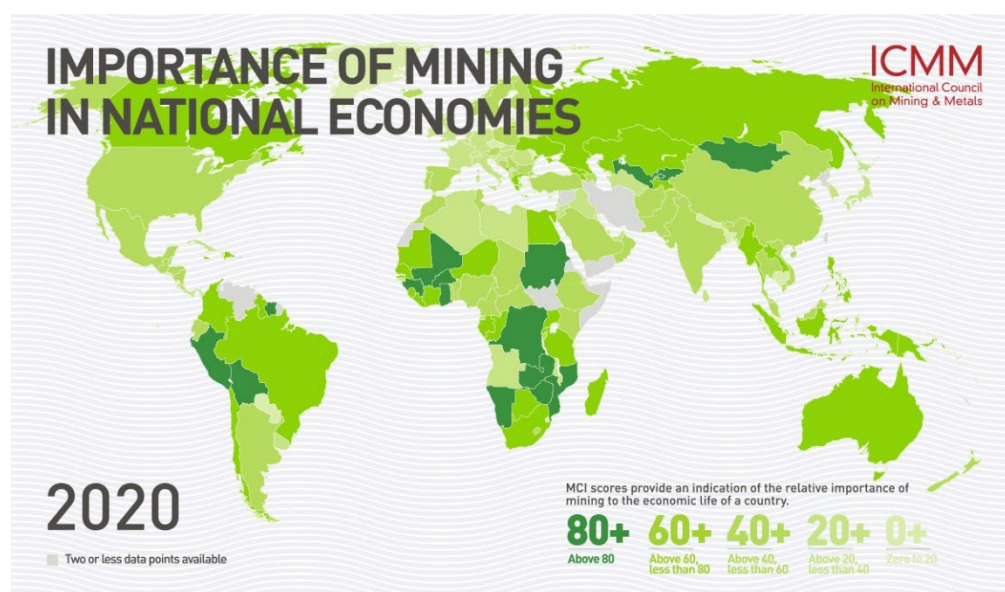 IMPORTANCE OF MINING
IN NATIONAL ECONOMIES
ICMM
International Council
on Mining & Metals
2020
Two or less data points available
MCI scores provide an indication of the relative importance of
mining to the economic life of a country.
80+ 60+ 40+ 20+ 0+
Above 80 Above 60, Above 40, Above 20, Zero to 20
less than 80 less than 60 less than 40